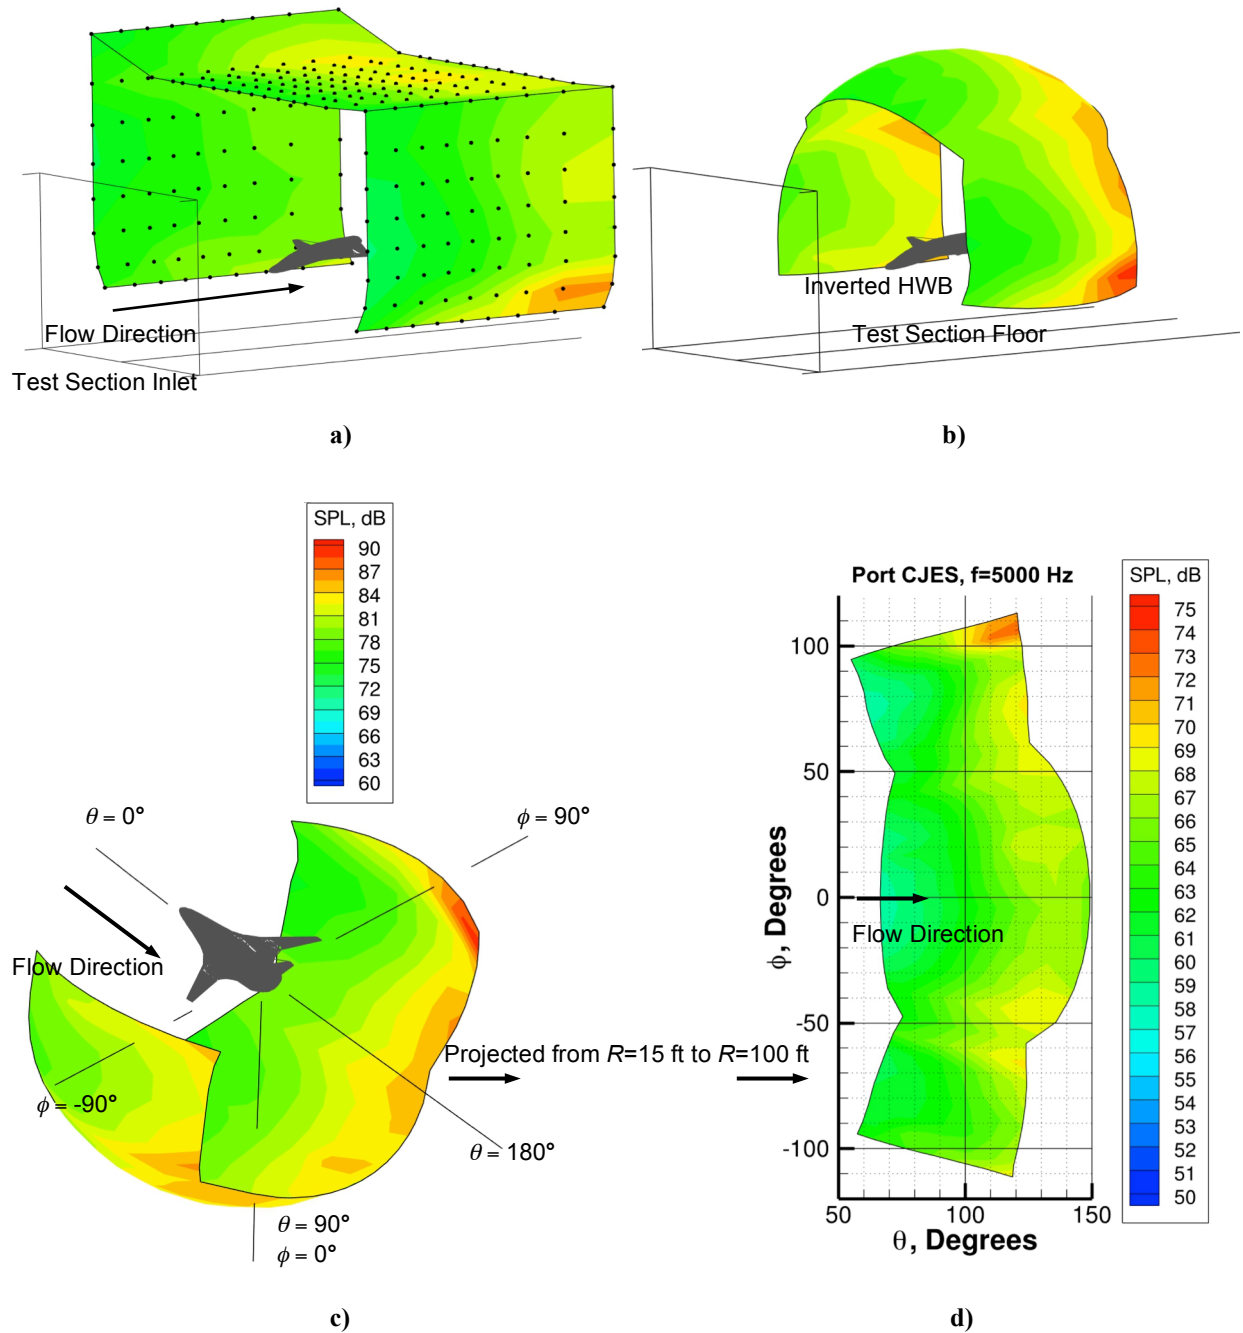 Flow Direction
Test Section Inlet
Inverted HWB
Test Section Floor
a)
b)
SPL, dB
90
87
84
81
78
75
72
69
66
63
60
θ = 0°
ϕ = 90°
Flow Direction
ϕ = -90°
θ = 180°
θ = 90°
ϕ = 0°
Projected from R=15 ft to R=100 ft
Port CJES, f=5000 Hz
100
50
0
-50
-100
ϕ, Degrees
Flow Direction
50
100
150
θ, Degrees
SPL, dB
75
74
73
72
71
70
69
68
67
66
65
64
63
62
61
60
59
58
57
56
55
54
53
52
51
50
c)
d)